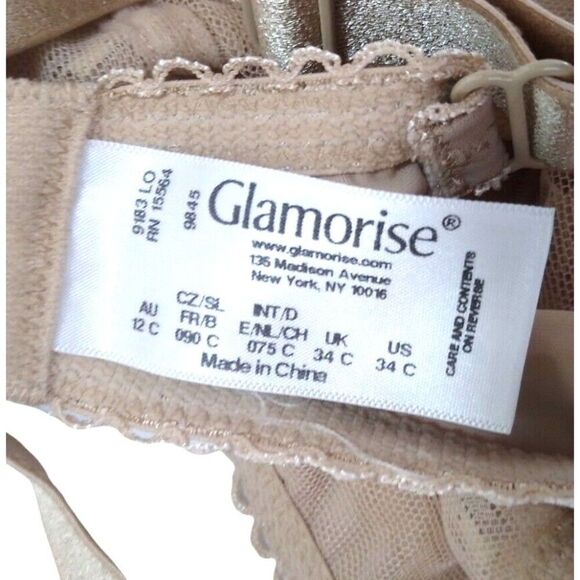 9183 LO
RN 15564
9845
Glamorise®
www.glamorise.com
135 Madison Avenue
New York, NY 10016
AU
12 C
CZ/SL
FR/B
090 C
INT/D
E/NL/CH
075 C
UK
34 C
US
34 C
Made in China
CARE AND CONTENTS
ON REVERSE